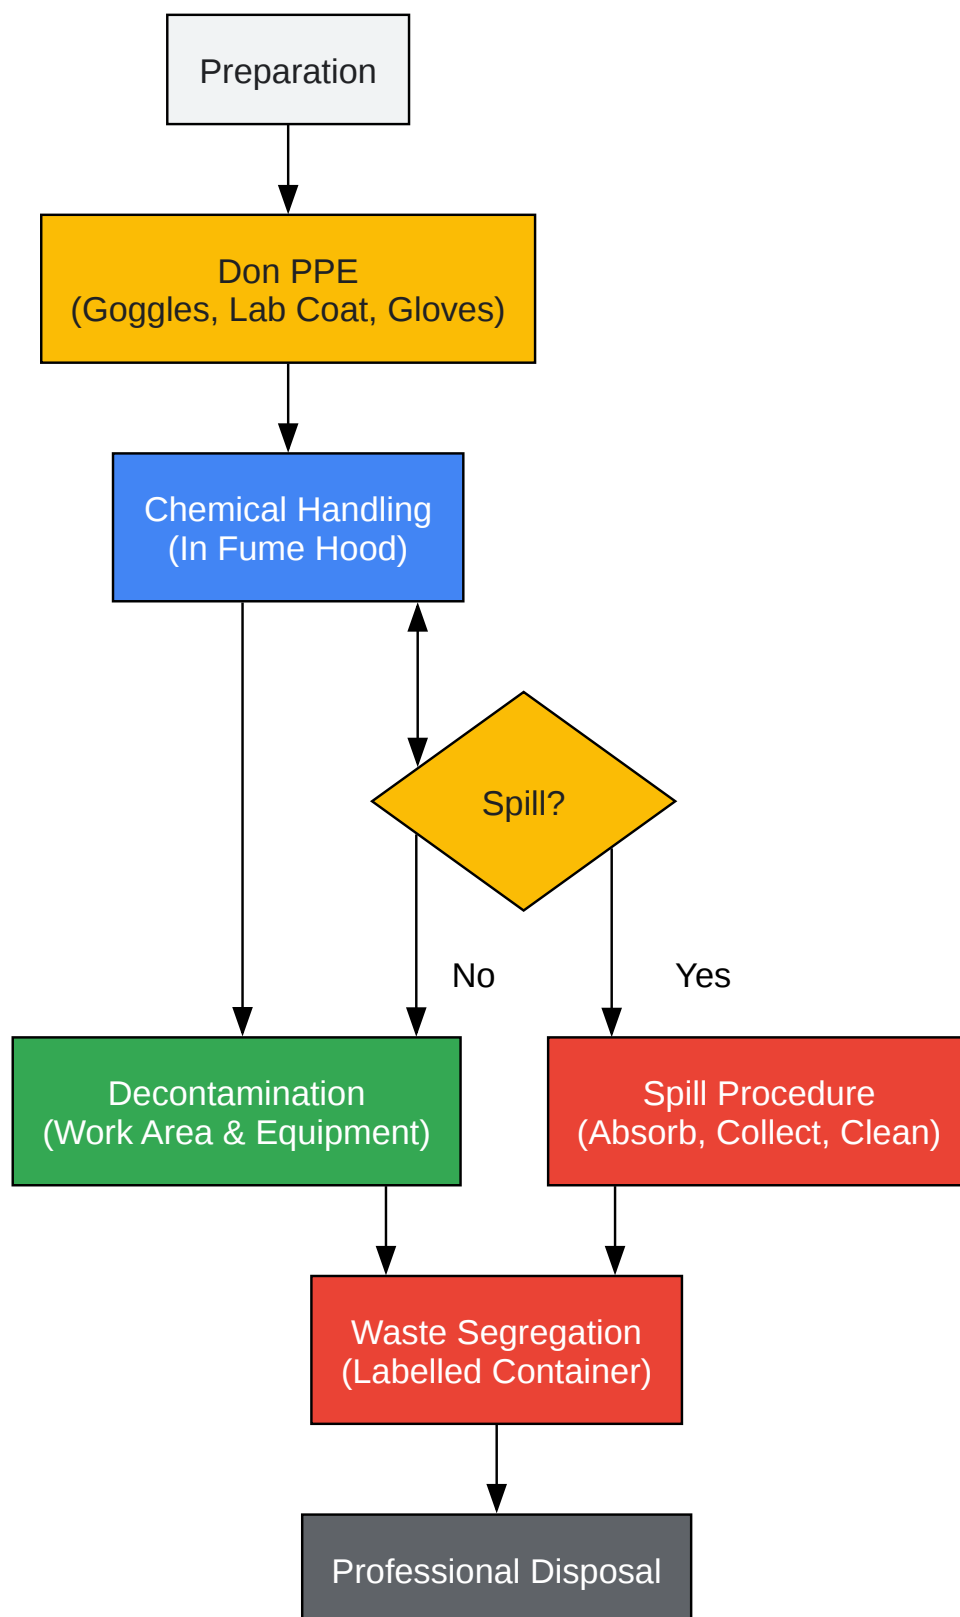 Preparation
Don PPE
(Goggles, Lab Coat, Gloves)
Chemical Handling
(In Fume Hood)
Spill?
No
Yes
Decontamination
(Work Area & Equipment)
Spill Procedure
(Absorb, Collect, Clean)
Waste Segregation
(Labelled Container)
Professional Disposal